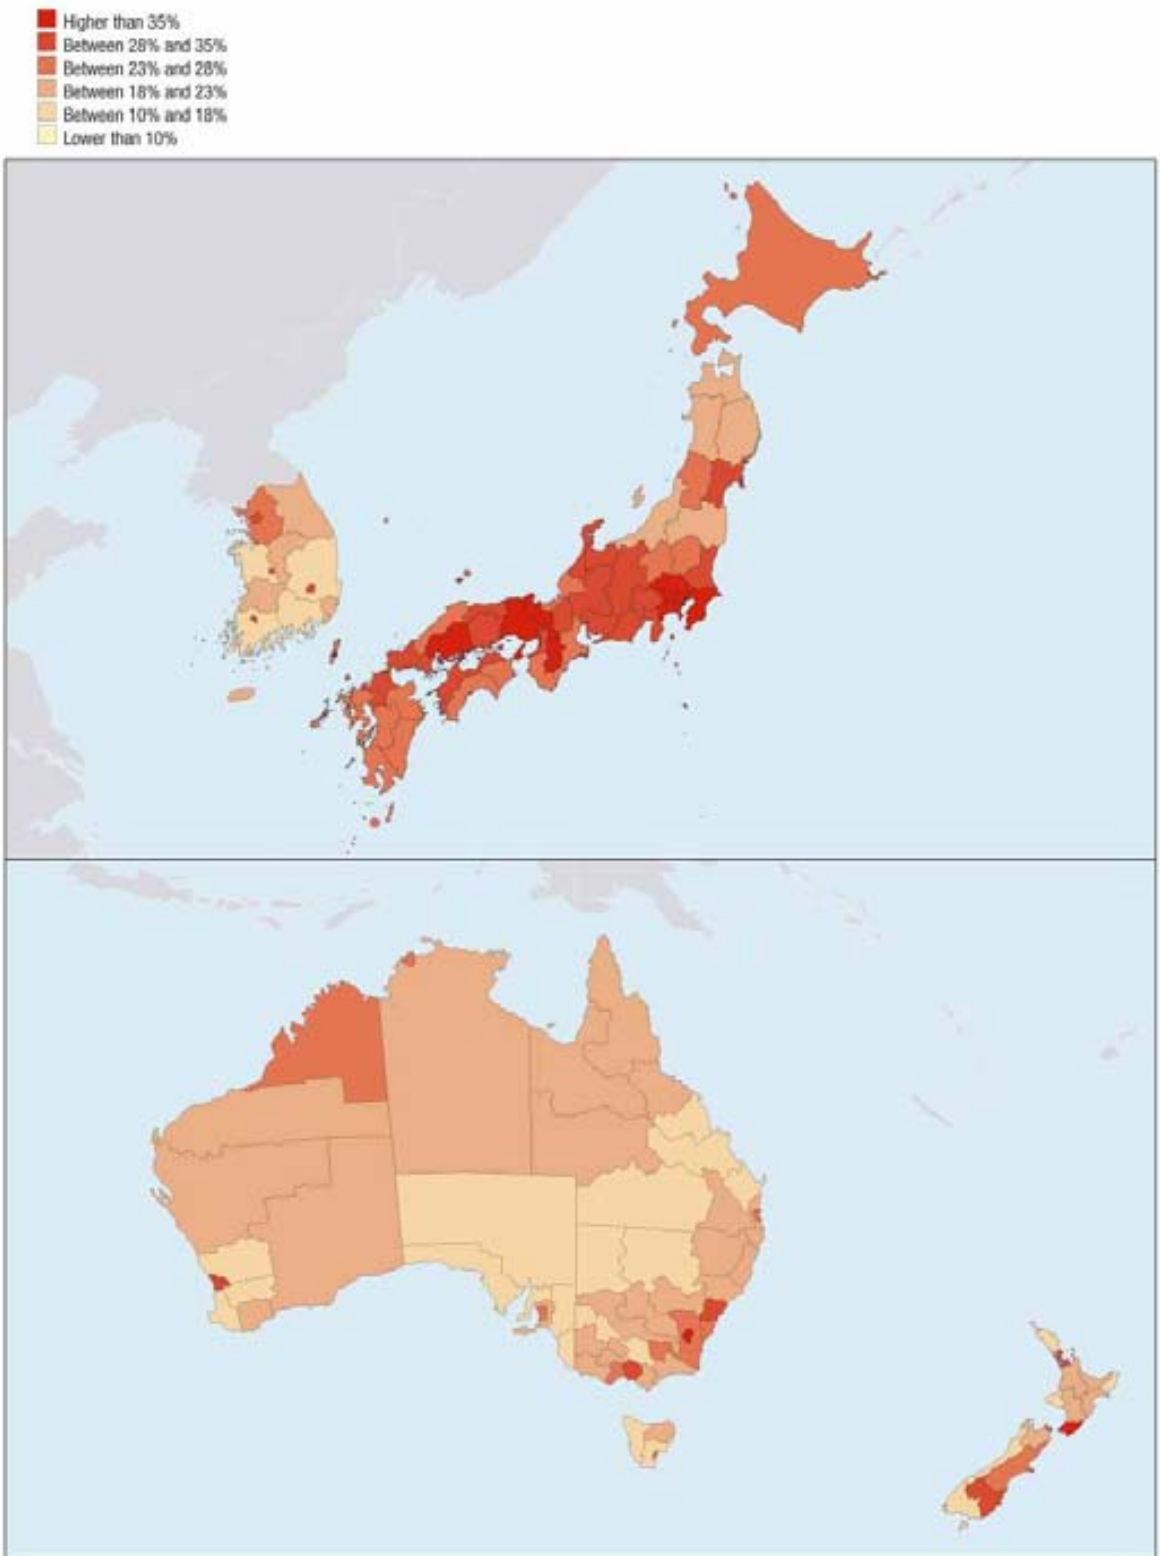 Higher than 35%
Between 28% and 35%
Between 23% and 28%
Between 18% and 23%
Between 10% and 18%
Lower than 10%